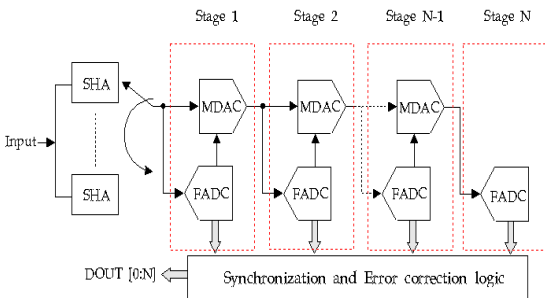 Stage 1 Stage 2 Stage N-1 Stage N
SHA
MDAC MDAC MDAC
Input
SHA
FADC FADC FADC FADC
DOUT [0:N]
Synchronization and Error correction logic